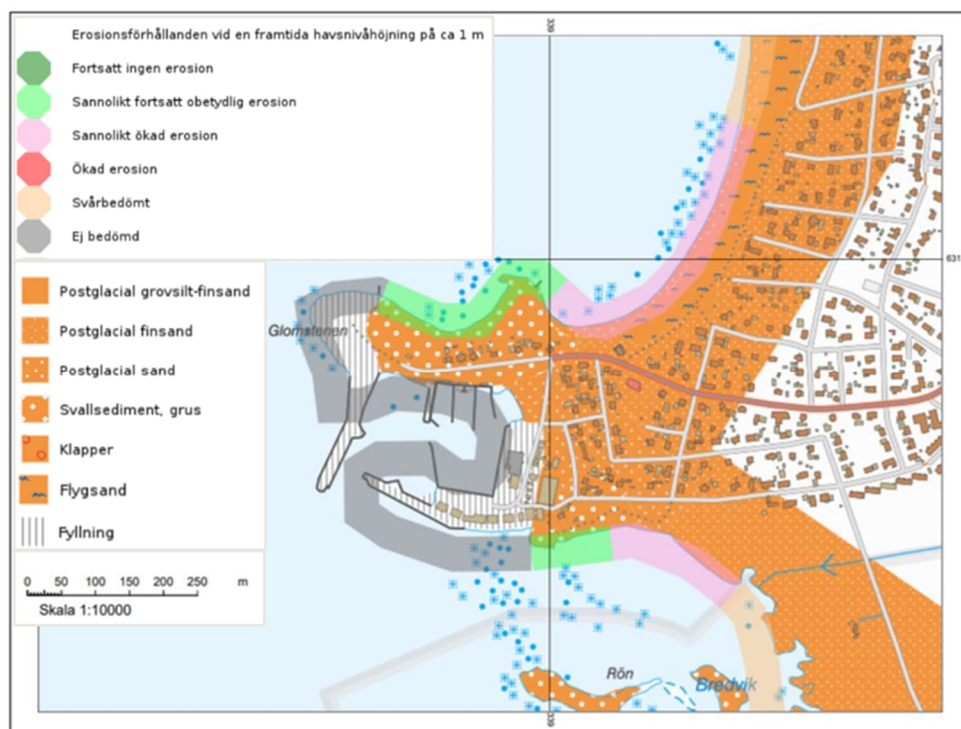 Erosionsförhållanden vid en framtida havsnivåhöjning på ca 1 m
Fortsatt ingen erosion
Sannolikt fortsatt obetydlig erosion
Sannolikt ökad erosion
Ökad erosion
Svårbedömt
Ej bedömd
Postglacial grovsilt-finsand
Postglacial finsand
Postglacial sand
Svallsediment, grus
Klapper
Flygsand
Fyllning
0 50 100 150 200 250 m
Skala 1:10000
339
631
Glomstenen
Rön
Bredvik
339